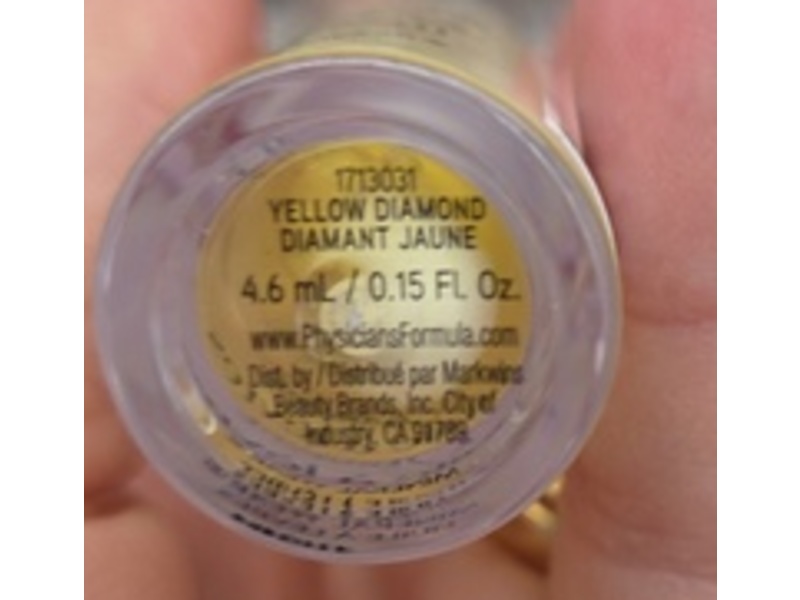 1713031
YELLOW DIAMOND
DIAMANT JAUNE
4.6 mL / 0.15 FL Oz.
www.PhysiciansFormula.com
Dist. by / Distribué par Markwins
Beauty Brands, Inc. City of
Industry, CA 91789.